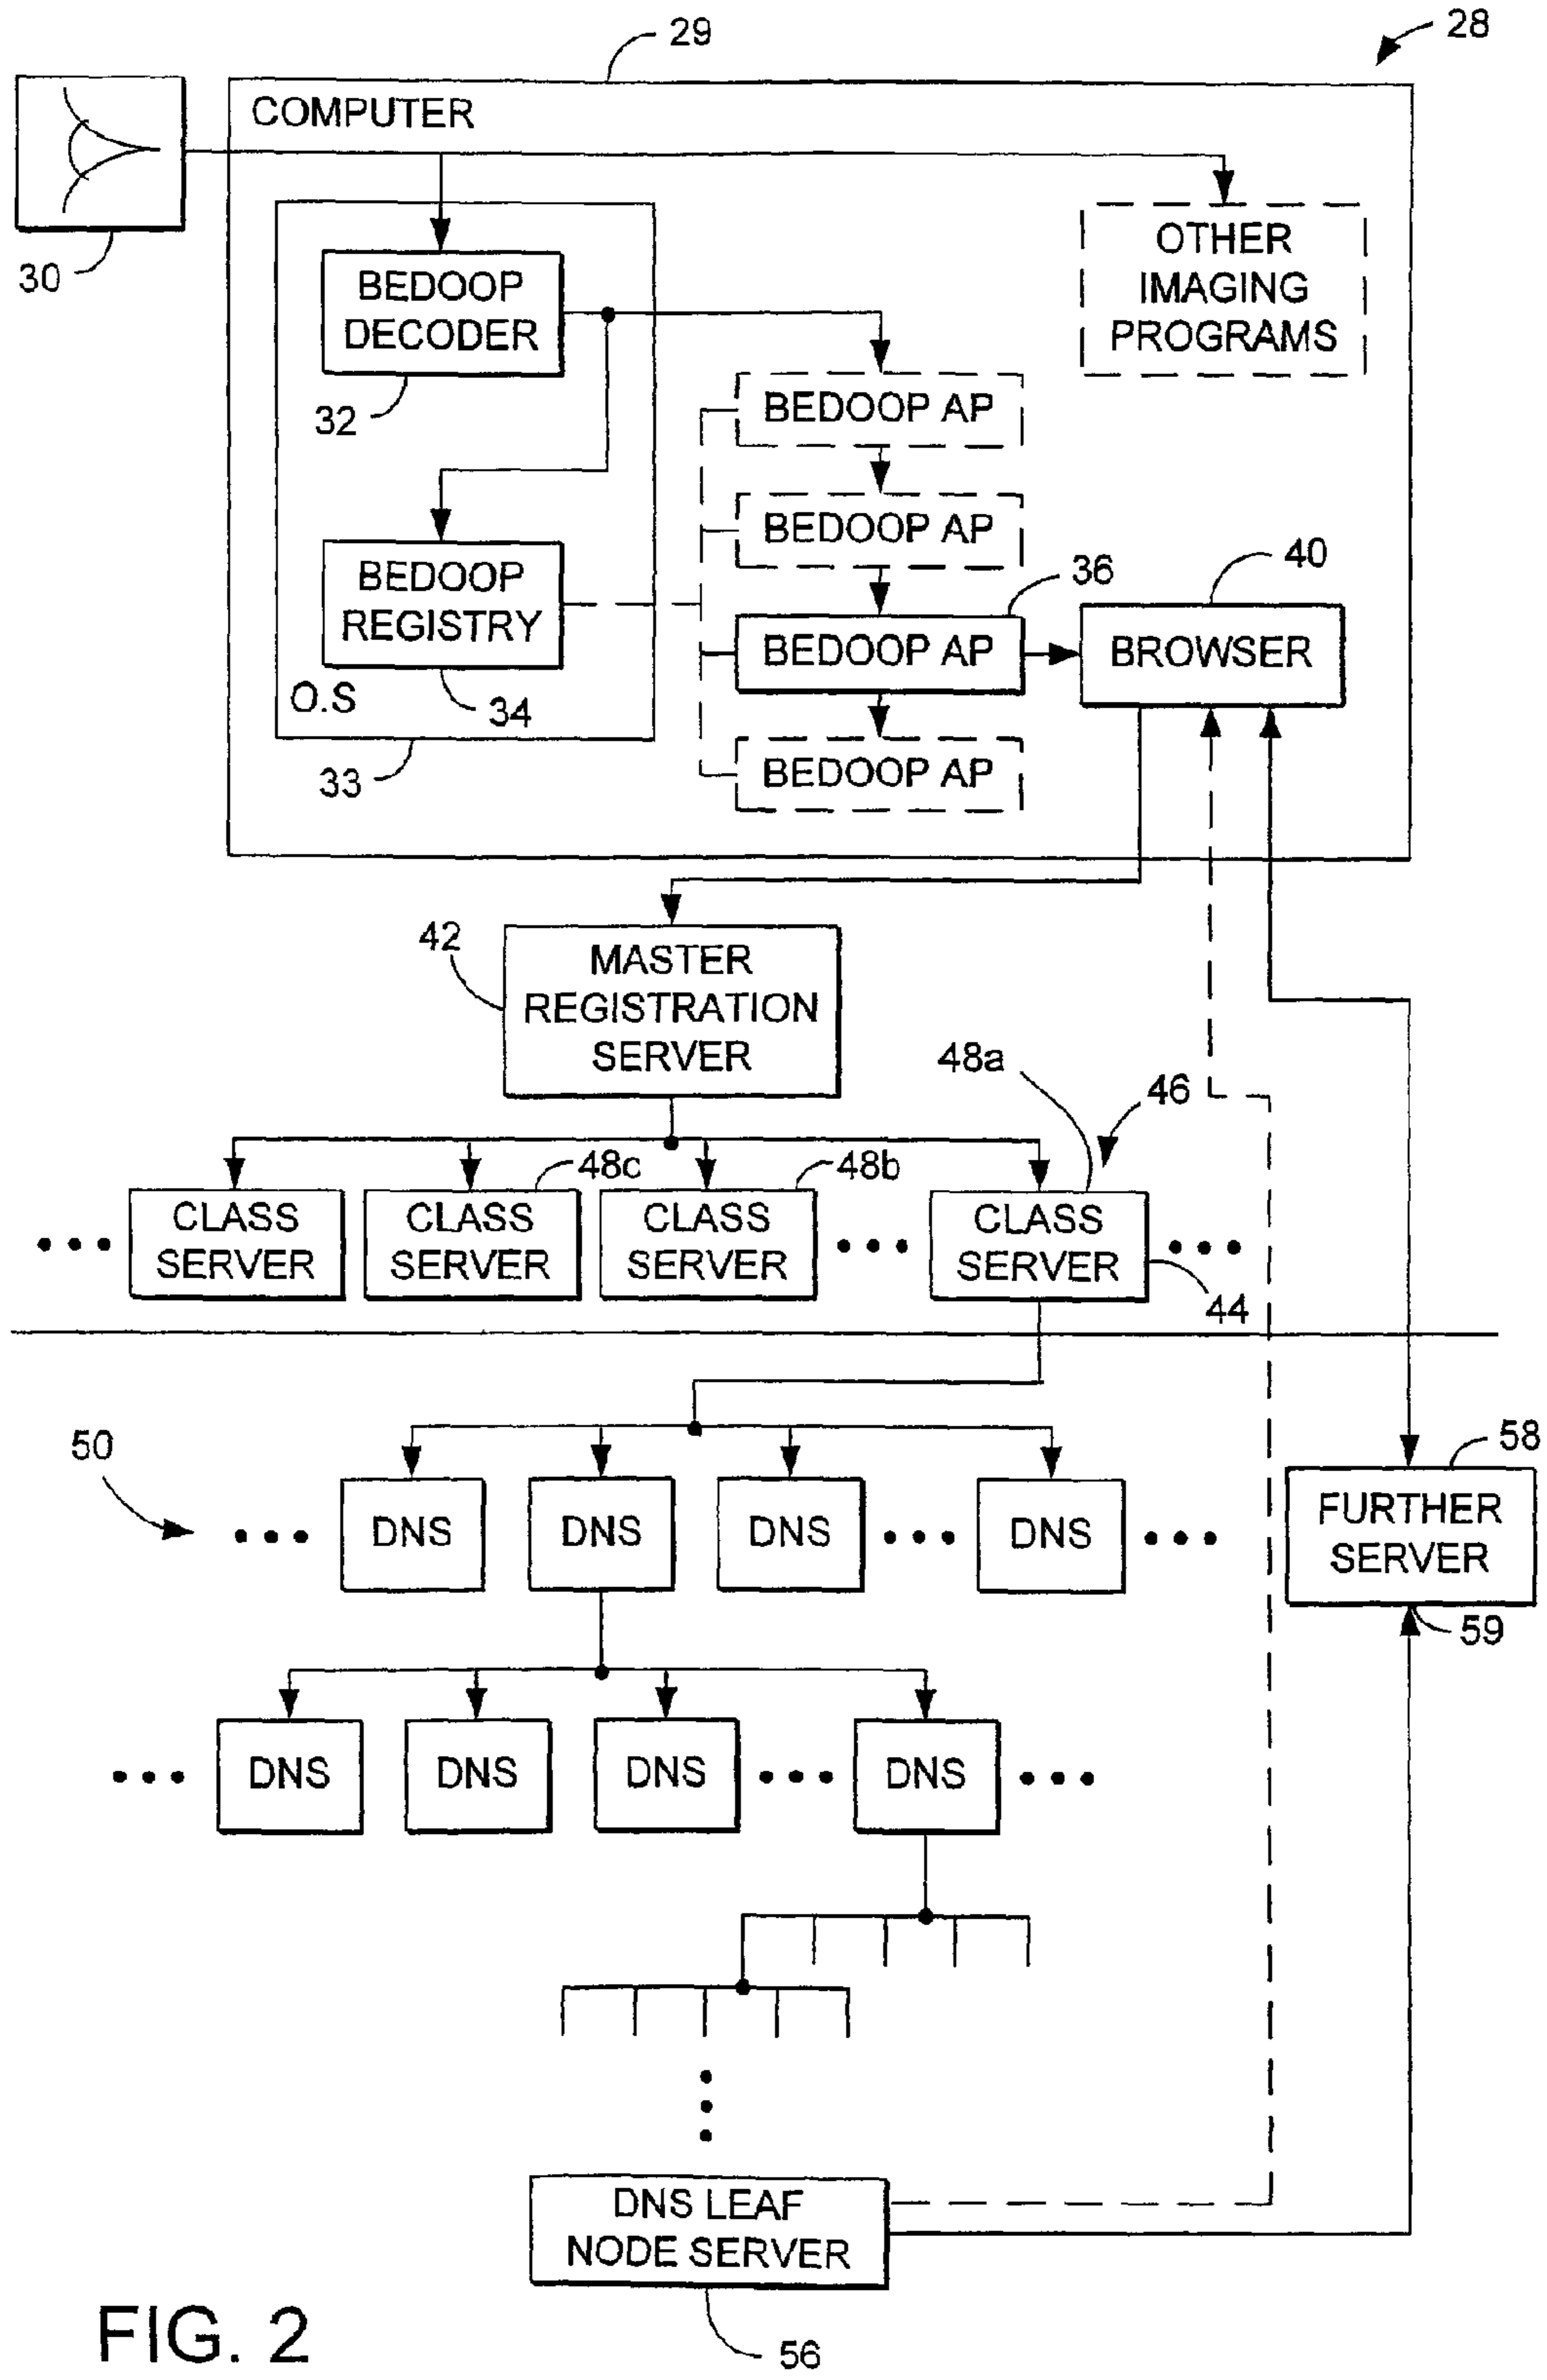 29
28
COMPUTER
30
OTHER
IMAGING
PROGRAMS
BEDOOP
DECODER
32
BEDOOP AP
BEDOOP AP
36
40
BEDOOP
REGISTRY
BEDOOP AP
BROWSER
O.S
34
33
BEDOOP AP
42
MASTER
REGISTRATION
SERVER
48a
46
48c
48b
CLASS
SERVER
CLASS
SERVER
CLASS
SERVER
CLASS
SERVER
44
50
58
DNS
DNS
DNS
DNS
FURTHER
SERVER
59
DNS
DNS
DNS
DNS
DNS LEAF
NODE SERVER
56
FIG. 2